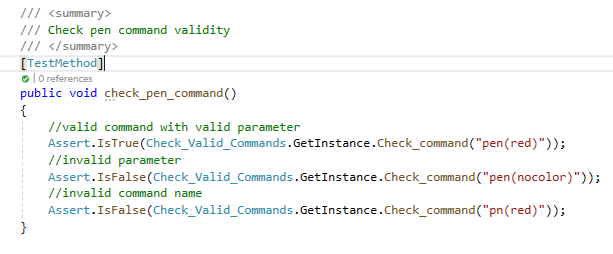 /// <summary>
/// Check pen command validity
/// </summary>
[TestMethod]
| 0 references
public void check_pen_command()
{
//valid command with valid parameter
Assert.IsTrue(Check_Valid_Commands.GetInstance.Check_command("pen(red)"));
//invalid parameter
Assert.IsFalse(Check_Valid_Commands.GetInstance.Check_command("pen(nocolor)"));
//invalid command name
Assert.IsFalse(Check_Valid_Commands.GetInstance.Check_command("pn(red)"));
}